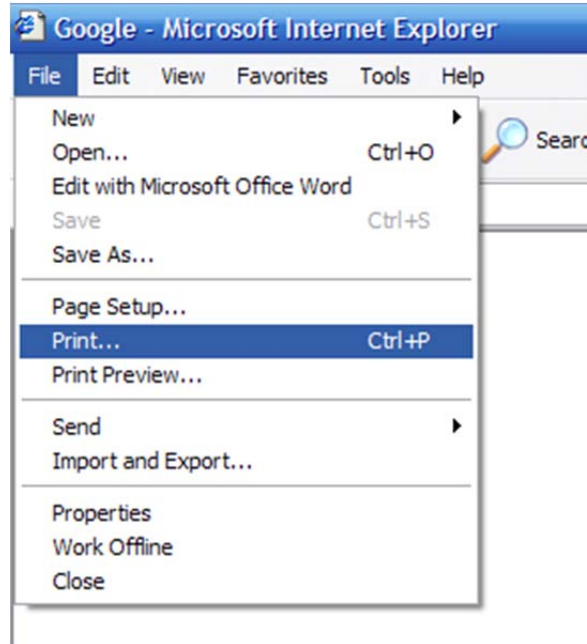 Google - Microsoft Internet Explorer
File Edit View Favorites Tools Help
New
Open... Ctrl+O
Edit with Microsoft Office Word
Save Ctrl+S
Save As...
Page Setup...
Print... Ctrl+P
Print Preview...
Send
Import and Export...
Properties
Work Offline
Close
Searc